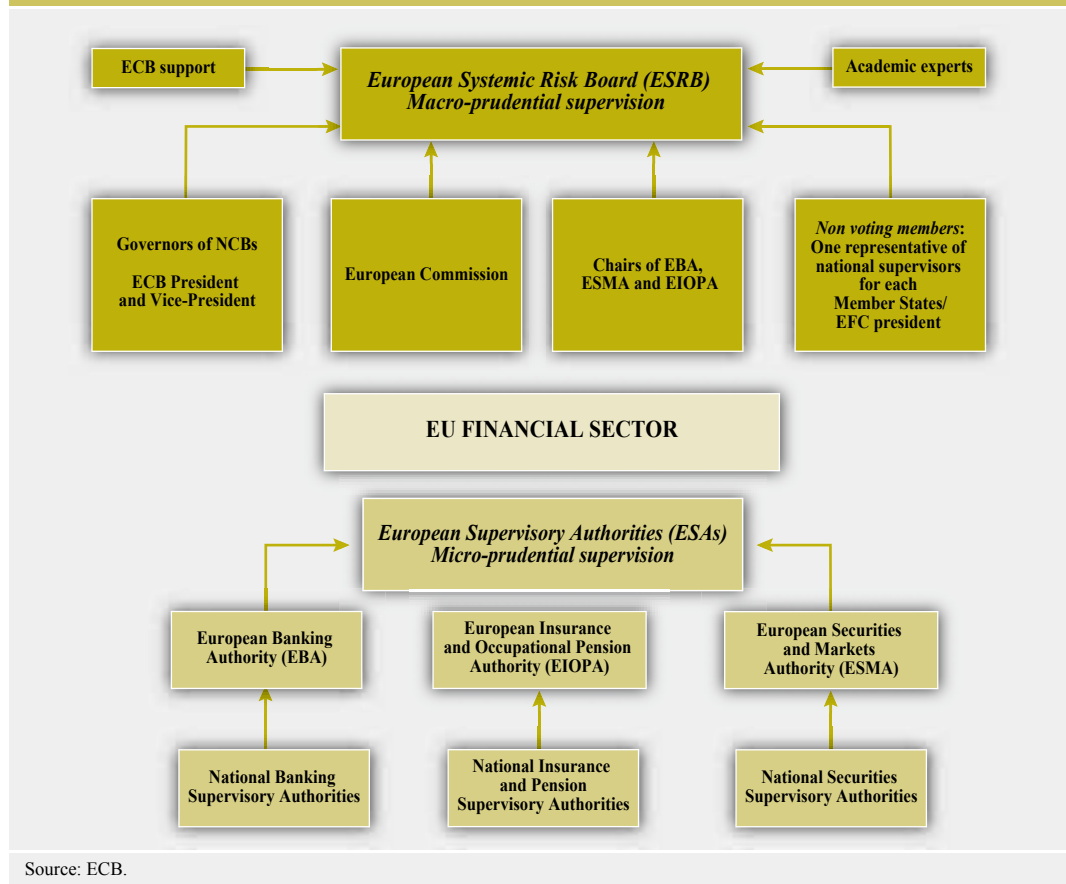 ECB support
European Systemic Risk Board (ESRB)
Macro-prudential supervision
Academic experts
Governors of NCBs
ECB President
and Vice-President
European Commission
Chairs of EBA,
ESMA and EIOPA
Non voting members:
One representative of
national supervisors
for each
Member States/
EFC president
EU FINANCIAL SECTOR
European Supervisory Authorities (ESAs)
Micro-prudential supervision
European Banking
Authority (EBA)
European Insurance
and Occupational Pension
Authority (EIOPA)
European Securities
and Markets
Authority (ESMA)
National Banking
Supervisory Authorities
National Insurance
and Pension
Supervisory Authorities
National Securities
Supervisory Authorities
Source: ECB.